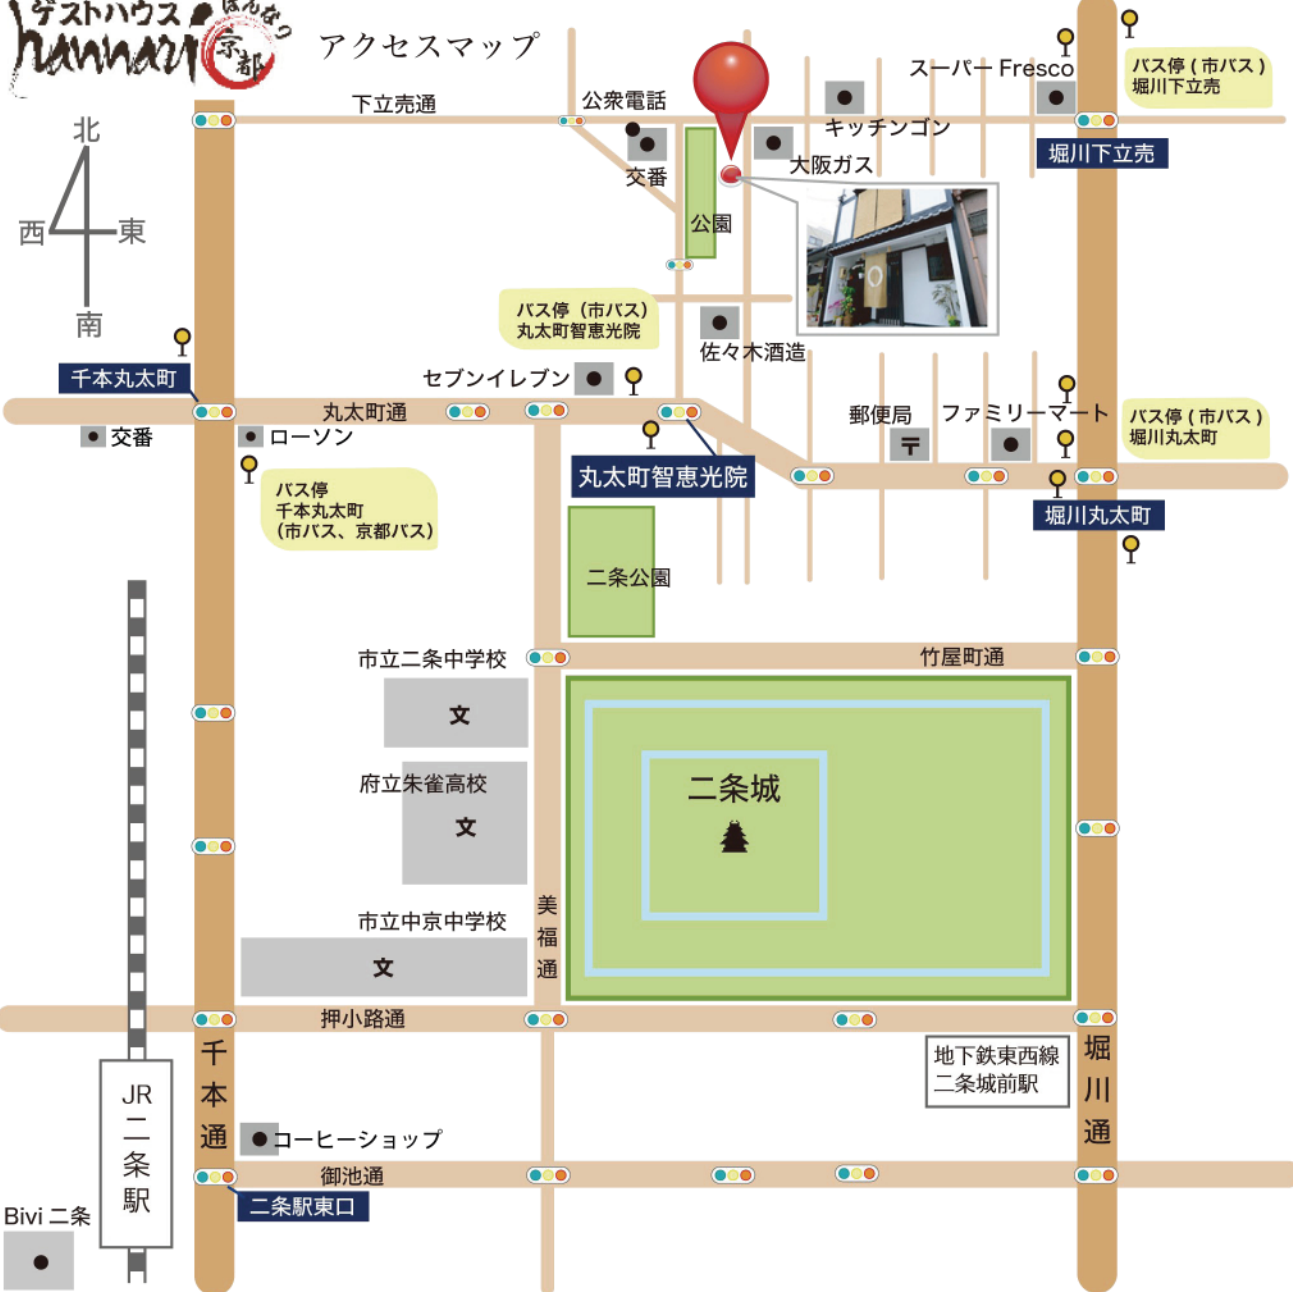 ゲストハウス
hannari
はんなり
京都
アクセスマップ
スーパー Fresco
バス停 ( 市バス )
堀川下立売
下立売通
公衆電話
キッチンゴン
堀川下立売
交番
大阪ガス
北
西
東
南
公園
バス停（市バス）
丸太町智恵光院
佐々木酒造
千本丸太町
セブンイレブン
丸太町通
郵便局
〒
ファミリーマート
バス停 ( 市バス )
堀川丸太町
交番
ローソン
丸太町智恵光院
バス停
千本丸太町
（市バス、京都バス）
堀川丸太町
二条公園
市立二条中学校
竹屋町通
文
府立朱雀高校
文
二条城
市立中京中学校
文
美福通
押小路通
千本通
地下鉄東西線
二条城前駅
堀川通
JR二条駅
コーヒーショップ
御池通
二条駅東口
Bivi 二条